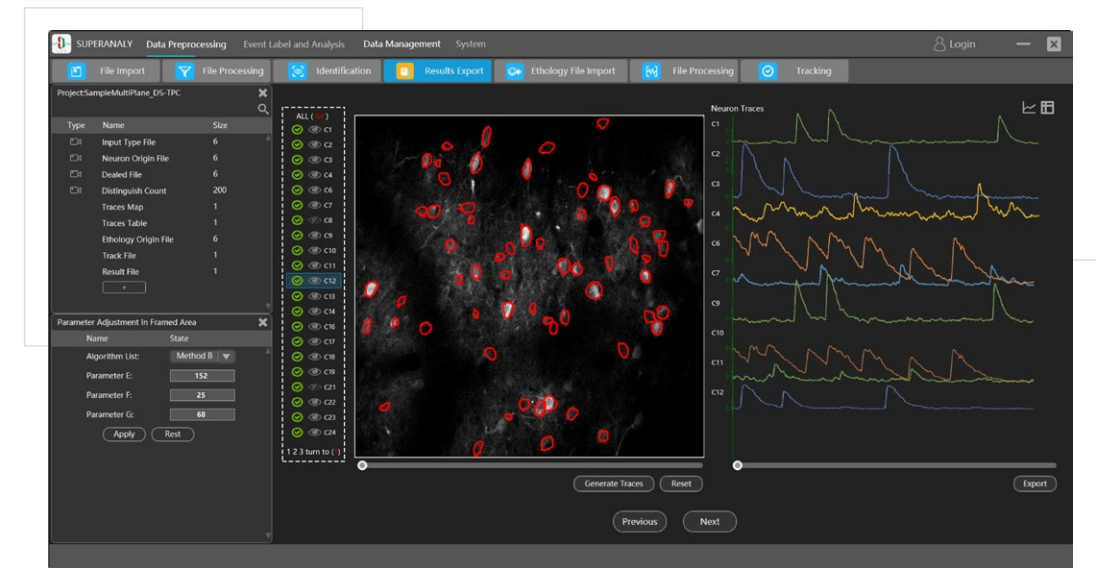 SUPERANALY Data Preprocessing Event Label and Analysis Data Management System Login
File Import File Processing Identification Results Export Ethology File Import File Processing Tracking
Project:SampleMultiPlane_DS-TPC
Type Name Size
Input Type File 6
Neuron Origin File 6
Dealed File 6
Distinguish Count 200
Traces Map 1
Traces Table 1
Ethology Origin File 6
Track File 1
Result File 1
+
Parameter Adjustment In Framed Area
Name State
Algorithm List: Method B
Parameter E: 152
Parameter F: 25
Parameter G: 68
Apply Rest
ALL ( )
C1
C2
C3
C4
C6
C7
C8
C9
C10
C11
C12
C13
C14
C16
C17
C18
C19
C21
C22
C23
C24
1 2 3 turn to ( )
Generate Traces Reset
Previous Next
Neuron Traces
C1
C2
C3
C4
C6
C7
C9
C10
C11
C12
Export